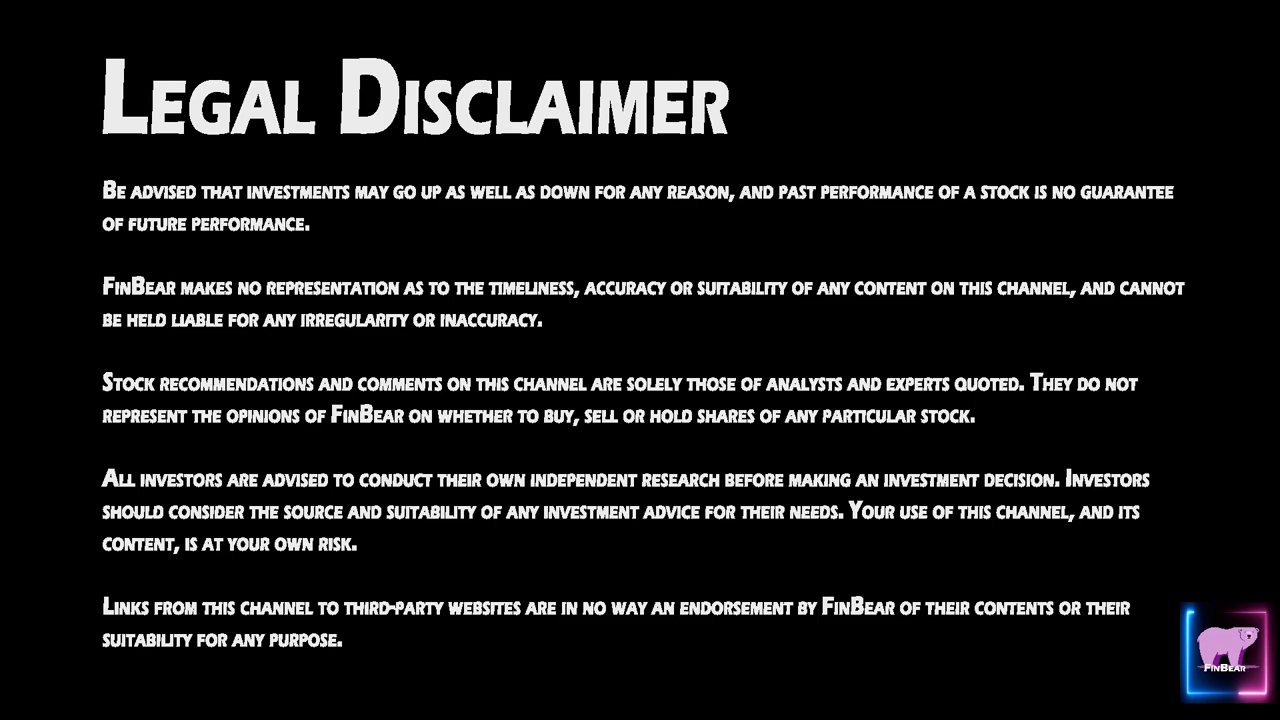 Legal Disclaimer
Be advised that investments may go up as well as down for any reason, and past performance of a stock is no guarantee
of future performance.
FinBear makes no representation as to the timeliness, accuracy or suitability of any content on this channel, and cannot
be held liable for any irregularity or inaccuracy.
Stock recommendations and comments on this channel are solely those of analysts and experts quoted. They do not
represent the opinions of FinBear on whether to buy, sell or hold shares of any particular stock.
All investors are advised to conduct their own independent research before making an investment decision. Investors
should consider the source and suitability of any investment advice for their needs. Your use of this channel, and its
content, is at your own risk.
Links from this channel to third-party websites are in no way an endorsement by FinBear of their contents or their
suitability for any purpose.
FinBear